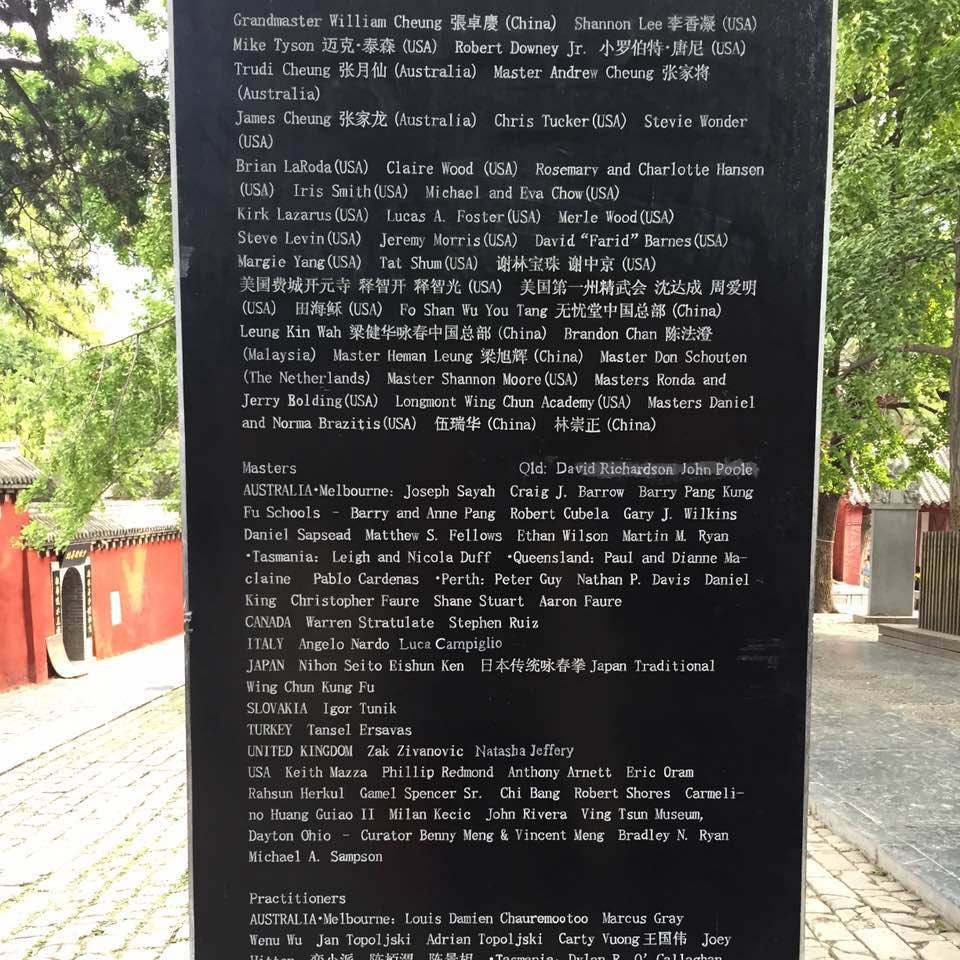 Grandmaster William Cheung 張卓慶 (China) Shannon Lee 李香凝 (USA)
Mike Tyson 迈克·泰森 (USA) Robert Downey Jr. 小罗伯特·唐尼 (USA)
Trudi Cheung 张月仙 (Australia) Master Andrew Cheung 张家将
(Australia)
James Cheung 张家龙 (Australia) Chris Tucker(USA) Stevie Wonder
(USA)
Brian LaRoda(USA) Claire Wood (USA) Rosemary and Charlotte Hansen
(USA) Iris Smith(USA) Michael and Eva Chow(USA)
Kirk Lazarus(USA) Lucas A. Foster(USA) Merle Wood(USA)
Steve Levin(USA) Jeremy Morris(USA) David “Farid” Barnes(USA)
Margie Yang(USA) Tat Shum(USA) 谢林宝珠 谢中京 (USA)
美国费城开元寺 释智开 释智光 (USA) 美国第一州精武会 沈达成 周爱明
(USA) 田海稣 (USA) Fo Shan Wu You Tang 无忧堂中国总部 (China)
Leung Kin Wah 梁健华咏春中国总部 (China) Brandon Chan 陈法澄
(Malaysia) Master Heman Leung 梁旭辉 (China) Master Don Schouten
(The Netherlands) Master Shannon Moore(USA) Masters Ronda and
Jerry Bolding(USA) Longmont Wing Chun Academy(USA) Masters Daniel
and Norma Brazitis(USA) 伍瑞华 (China) 林崇正 (China)
Masters Qld: David Richardson John Poole
AUSTRALIA·Melbourne: Joseph Sayah Craig J. Barrow Barry Pang Kung
Fu Schools - Barry and Anne Pang Robert Cubela Gary J. Wilkins
Daniel Sapsead Matthew S. Fellows Ethan Wilson Martin M. Ryan
·Tasmania: Leigh and Nicola Duff ·Queensland: Paul and Dianne Ma-
claine Pablo Cardenas ·Perth: Peter Guy Nathan P. Davis Daniel
King Christopher Faure Shane Stuart Aaron Faure
CANADA Warren Stratulate Stephen Ruiz
ITALY Angelo Nardo Luca Campiglio
JAPAN Nihon Seito Eishun Ken 日本传统咏春拳 Japan Traditional
Wing Chun Kung Fu
SLOVAKIA Igor Tunik
TURKEY Tansel Ersavas
UNITED KINGDOM Zak Zivanovic Natasha Jeffery
USA Keith Mazza Phillip Redmond Anthony Arnett Eric Oram
Rahsun Herkul Gamel Spencer Sr. Chi Bang Robert Shores Carmeli-
no Huang Guiao II Milan Kecic John Rivera Ving Tsun Museum,
Dayton Ohio - Curator Benny Meng & Vincent Meng Bradley N. Ryan
Michael A. Sampson
Practitioners
AUSTRALIA·Melbourne: Louis Damien Chauremootoo Marcus Gray
Wenu Wu Jan Topoljski Adrian Topoljski Carty Vuong 王国伟 Joey
·Tasmania: Dylan R. O' Callaghan